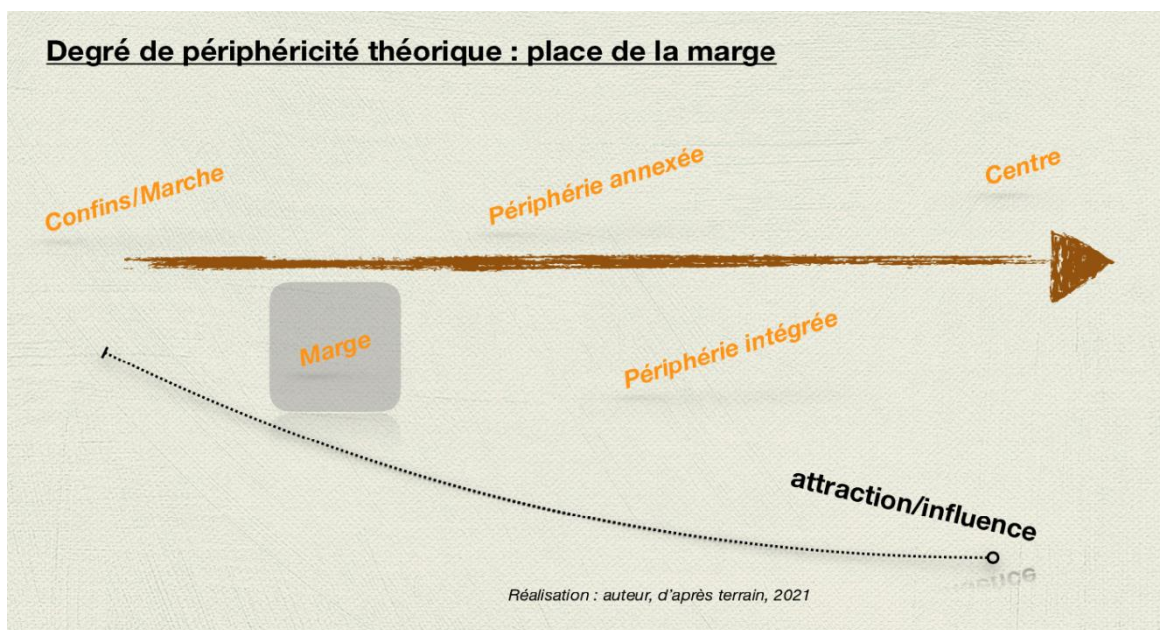 Degré de périphéricité théorique : place de la marge
Confins/Marche
Périphérie annexée
Centre
Marge
Périphérie intégrée
attraction/influence
Réalisation : auteur, d'après terrain, 2021